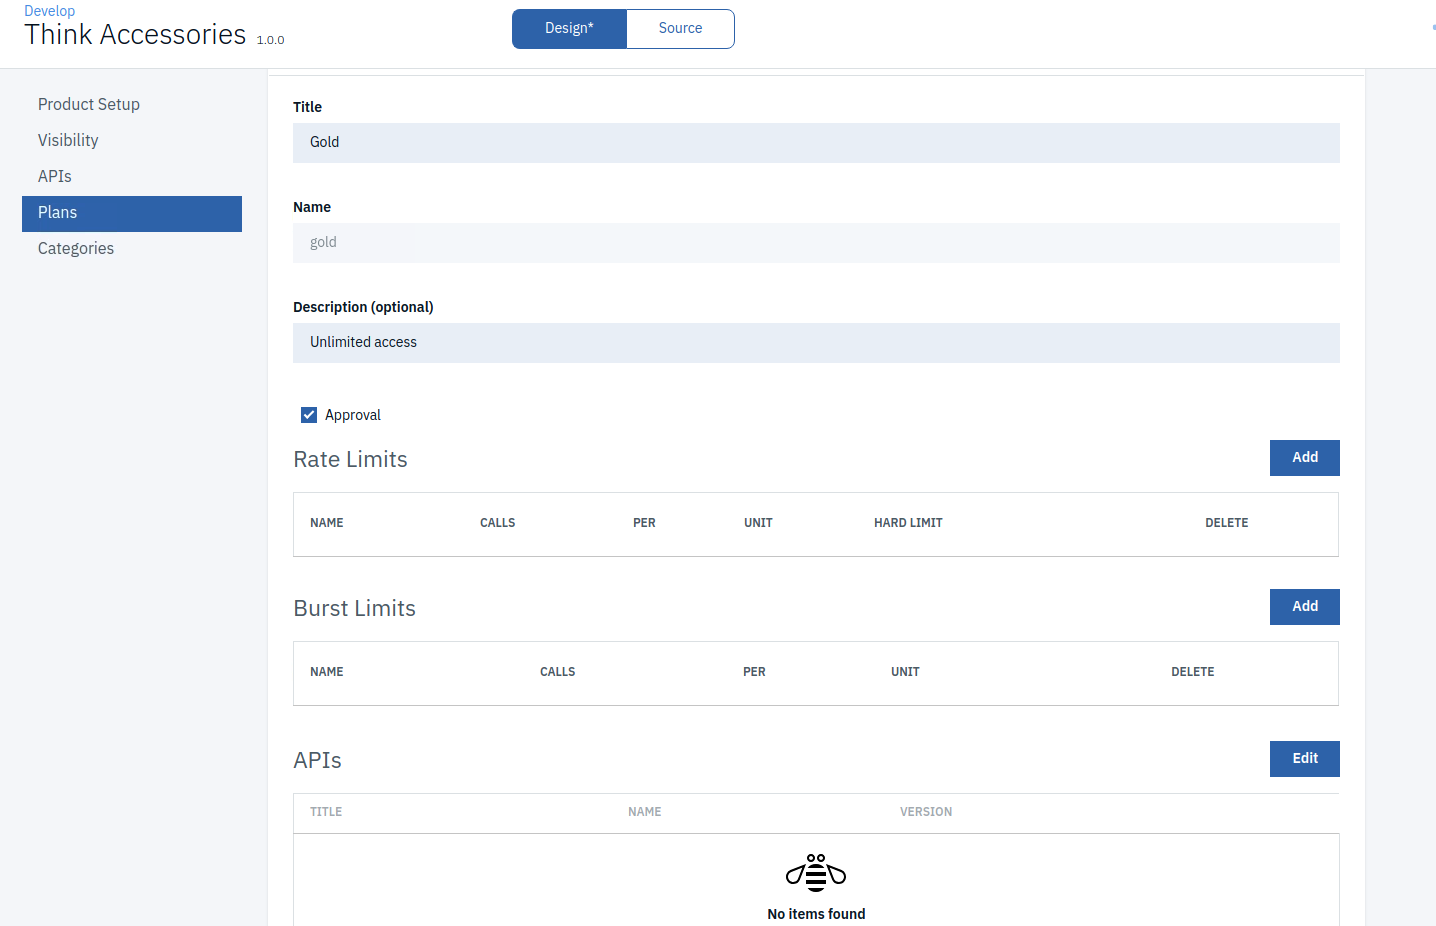 Develop
Think Accessories 1.0.0
Design* Source
Product Setup
Visibility
APIs
Plans
Categories
Title
Gold
Name
gold
Description (optional)
Unlimited access
Approval
Rate Limits Add
NAME CALLS PER UNIT HARD LIMIT DELETE
Burst Limits Add
NAME CALLS PER UNIT DELETE
APIs Edit
TITLE NAME VERSION
No items found